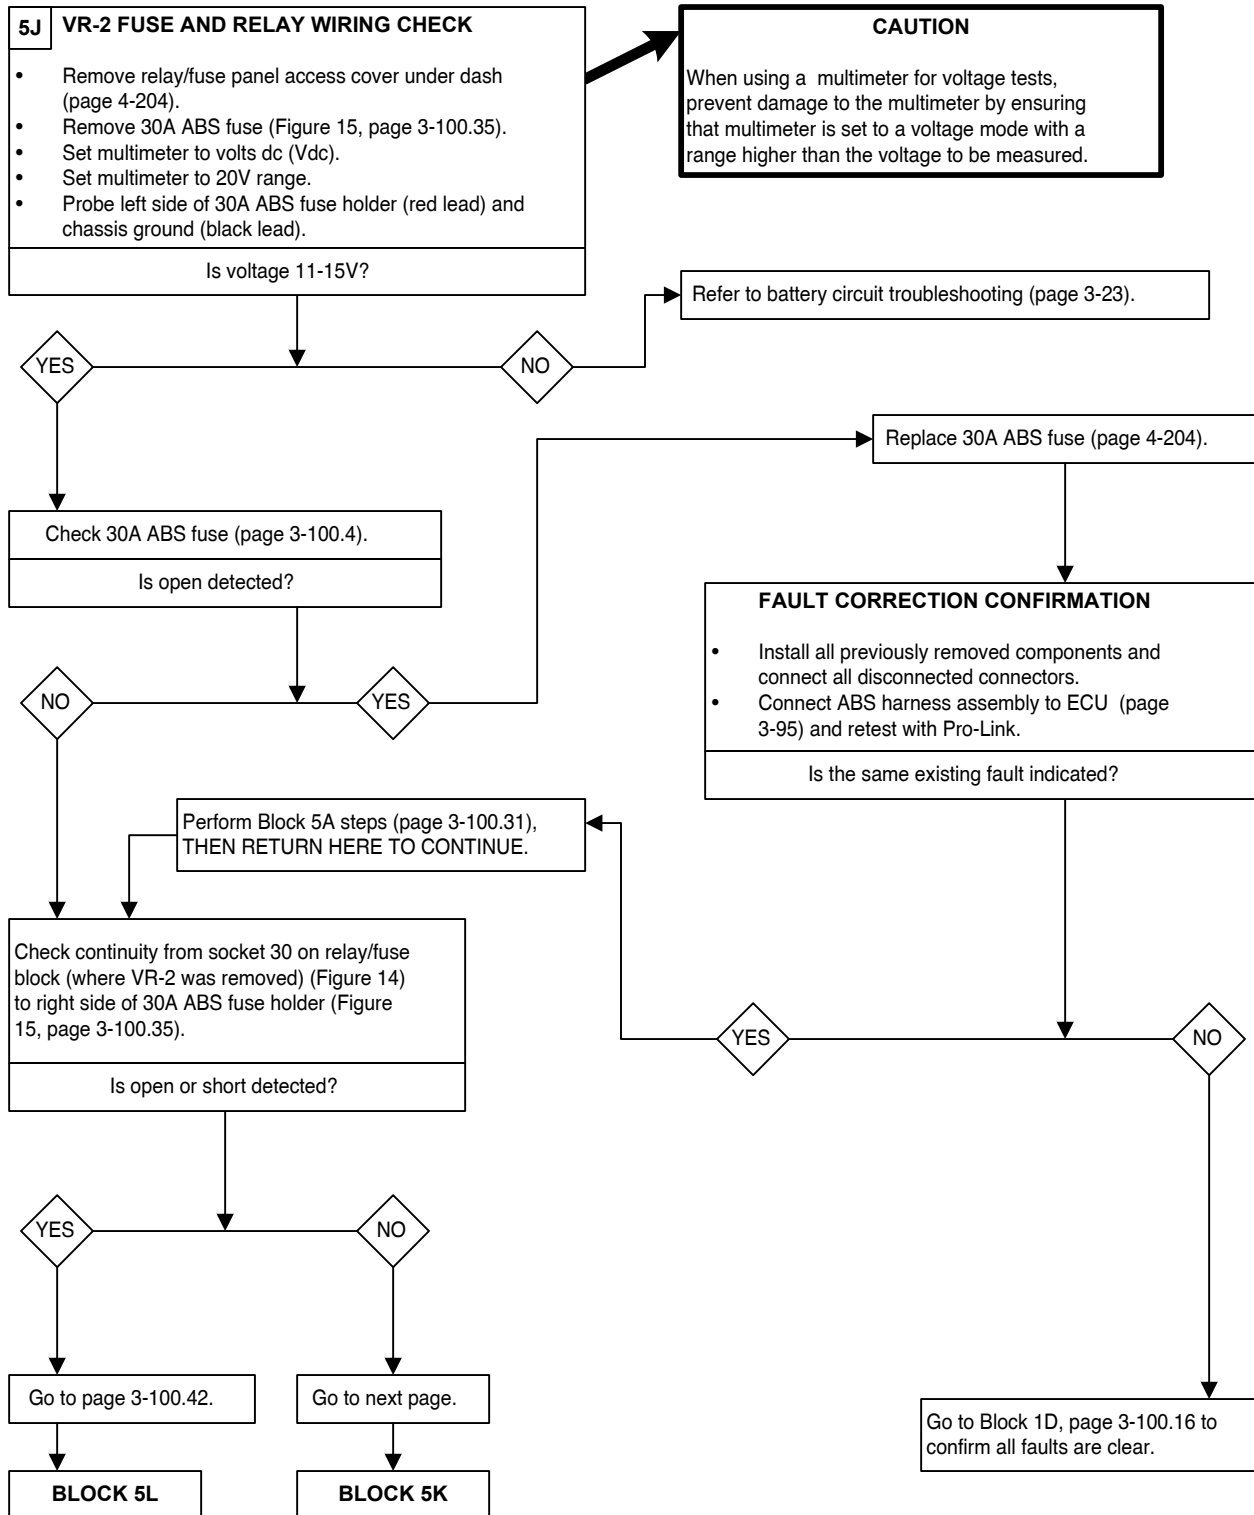 5J VR-2 FUSE AND RELAY WIRING CHECK
• Remove relay/fuse panel access cover under dash
(page 4-204).
• Remove 30A ABS fuse (Figure 15, page 3-100.35).
• Set multimeter to volts dc (Vdc).
• Set multimeter to 20V range.
• Probe left side of 30A ABS fuse holder (red lead) and
chassis ground (black lead).
Is voltage 11-15V?
CAUTION
When using a multimeter for voltage tests,
prevent damage to the multimeter by ensuring
that multimeter is set to a voltage mode with a
range higher than the voltage to be measured.
Refer to battery circuit troubleshooting (page 3-23).
YES
NO
Replace 30A ABS fuse (page 4-204).
Check 30A ABS fuse (page 3-100.4).
Is open detected?
NO
YES
FAULT CORRECTION CONFIRMATION
• Install all previously removed components and
connect all disconnected connectors.
• Connect ABS harness assembly to ECU (page
3-95) and retest with Pro-Link.
Is the same existing fault indicated?
Perform Block 5A steps (page 3-100.31),
THEN RETURN HERE TO CONTINUE.
Check continuity from socket 30 on relay/fuse
block (where VR-2 was removed) (Figure 14)
to right side of 30A ABS fuse holder (Figure
15, page 3-100.35).
Is open or short detected?
YES
NO
YES
NO
Go to page 3-100.42.
Go to next page.
Go to Block 1D, page 3-100.16 to
confirm all faults are clear.
BLOCK 5L
BLOCK 5K